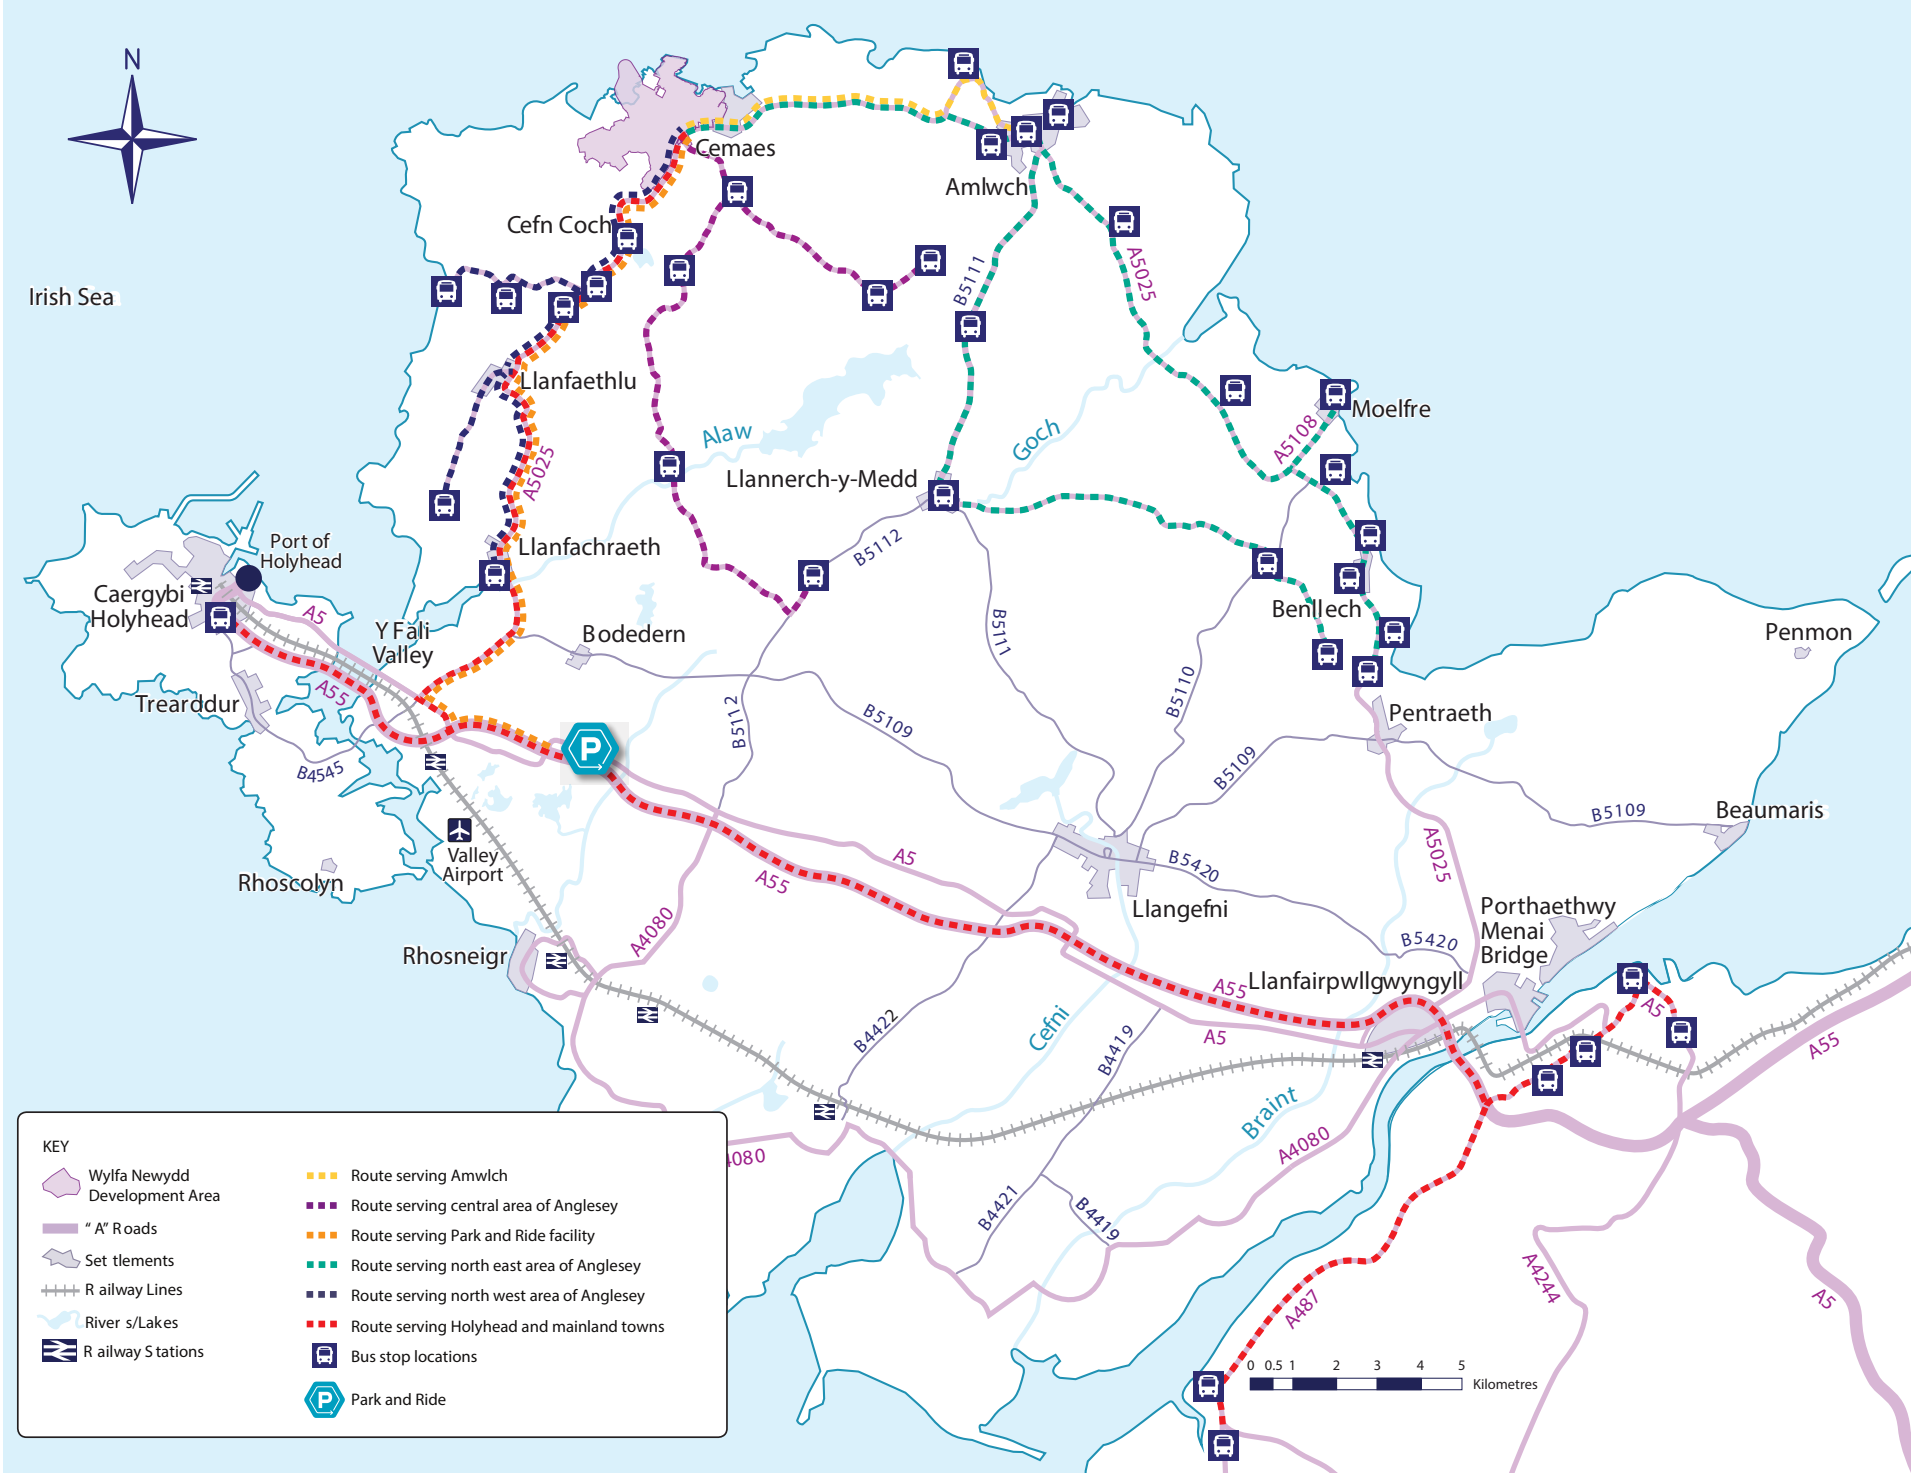 N
Cemaes
Amlwch
Cefn Coch
Irish Sea
B5111
A5025
Llanfaethlu
A5025
Alaw
Goch
A5108
Moelfre
Llannerch-y-Medd
Port of
Holyhead
Llanfachraeth
B5112
Caergybi
Holyhead
A5
Y Fali
Valley
Bodedern
B5111
Benllech
Penmon
A55
Trearddur
B5112
B5109
B5110
Pentraeth
B4545
B5109
B5109
Beaumaris
Valley
Airport
A5
A55
B5420
A5025
Rhoscolyn
Llangefni
Porthaethwy
Menai
Bridge
A4080
Rhosneigr
B5420
Llanfairpwllgwyngyll
A55
A5
A5
B4422
Cefni
B4419
A55
Braint
A4080
4080
B4421
B4419
A4244
A487
A5
KEY
Wylfa Newydd
Development Area
"A" Roads
Set tlements
R ailway Lines
River s/Lakes
R ailway S tations
Route serving Amwlch
Route serving central area of Anglesey
Route serving Park and Ride facility
Route serving north east area of Anglesey
Route serving north west area of Anglesey
Route serving Holyhead and mainland towns
Bus stop locations
P
Park and Ride
P
0 0.5 1 2 3 4 5
Kilometres